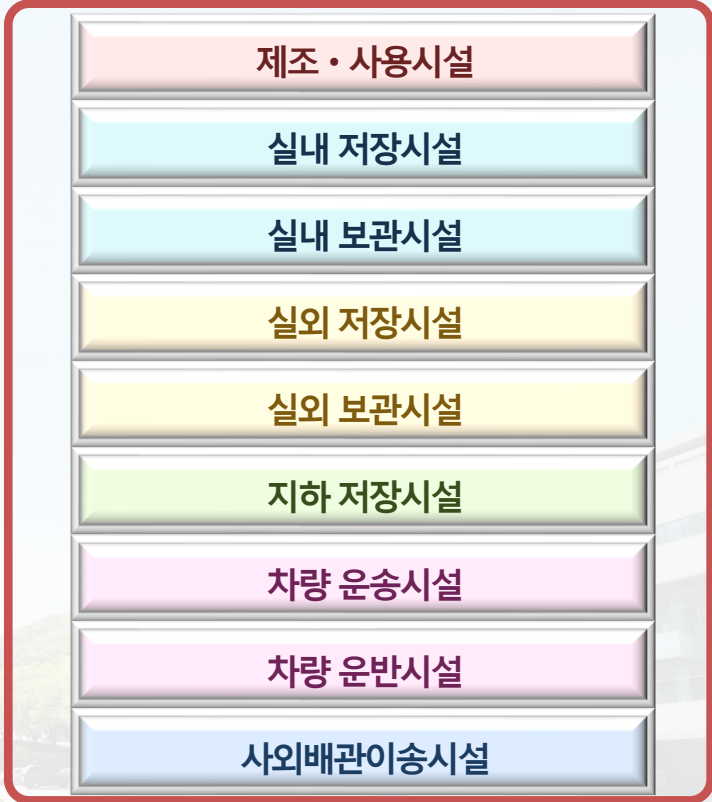 제조・사용시설
실내 저장시설
실내 보관시설
실외 저장시설
실외 보관시설
지하 저장시설
차량 운송시설
차량 운반시설
사외배관이송시설